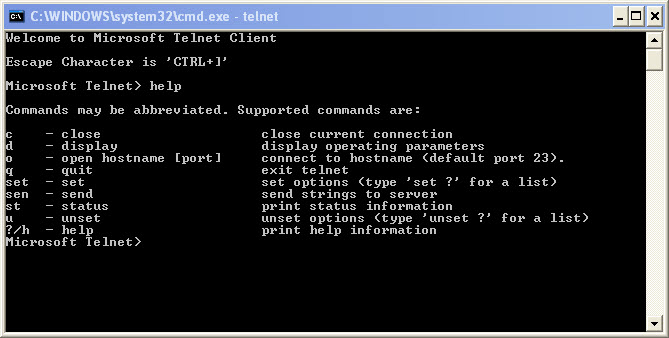 C:\WINDOWS\system32\cmd.exe - telnet
Welcome to Microsoft Telnet Client
Escape Character is 'CTRL+]'
Microsoft Telnet> help
Commands may be abbreviated. Supported commands are:
c    - close                    close current connection
d    - display                  display operating parameters
o    - open hostname [port]     connect to hostname (default port 23).
q    - quit                     exit telnet
set  - set                      set options (type 'set ?' for a list)
sen  - send                     send strings to server
st   - status                   print status information
u    - unset                    unset options (type 'unset ?' for a list)
?/h  - help                     print help information
Microsoft Telnet>